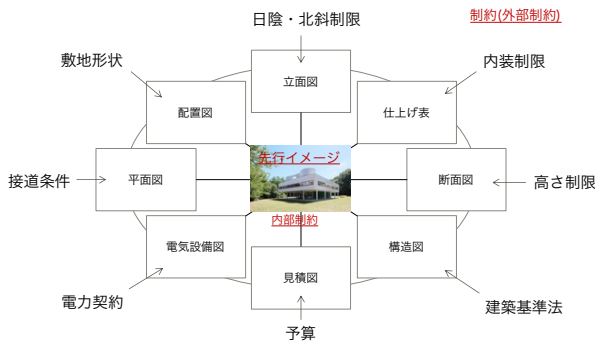 制約(外部制約)
日陰・北斜制限
敷地形状
内装制限
立面図
配置図
仕上げ表
先行イメージ
接道条件
平面図
断面図
高さ制限
内部制約
電気設備図
構造図
見積図
電力契約
建築基準法
予算